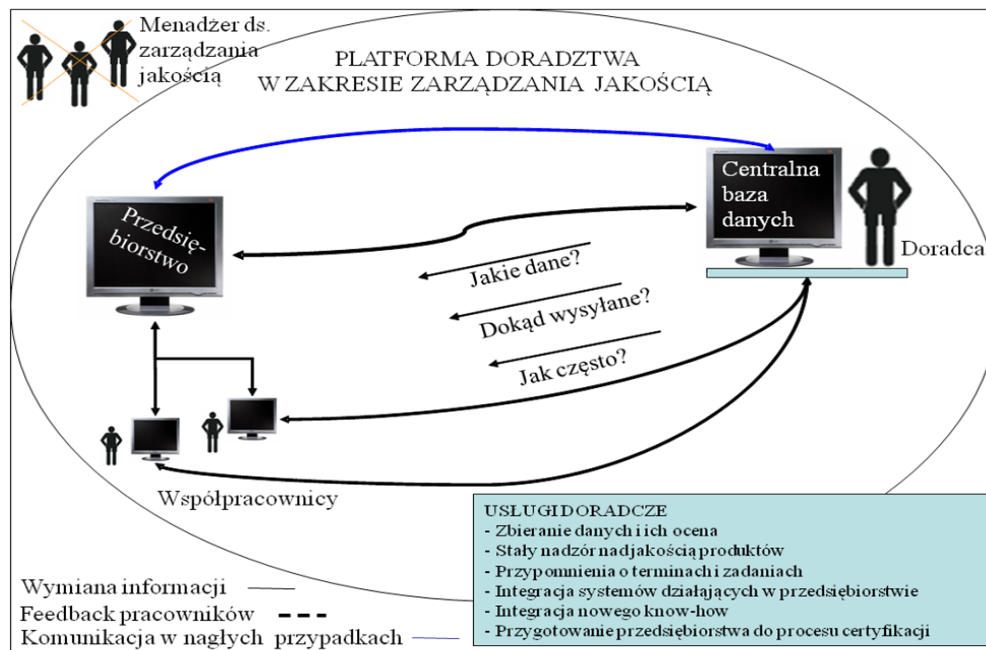 Menadżer ds.
zarządzania
jakością
PLATFORMA DORADZTWA
W ZAKRESIE ZARZĄDZANIA JAKOŚCIĄ
Przedsię-
biorstwo
Centralna
baza
danych
Doradca
Jakie dane?
Dokąd wysyłane?
Jak często?
Współpracownicy
USŁUGI DORADCZE
- Zbieranie danych i ich ocena
- Stały nadzór nad jakością produktów
- Przypomnienia o terminach i zadaniach
- Integracja systemów działających w przedsiębiorstwie
- Integracja nowego know-how
- Przygotowanie przedsiębiorstwa do procesu certyfikacji
Wymiana informacji
Feedback pracowników
Komunikacja w nagłych przypadkach